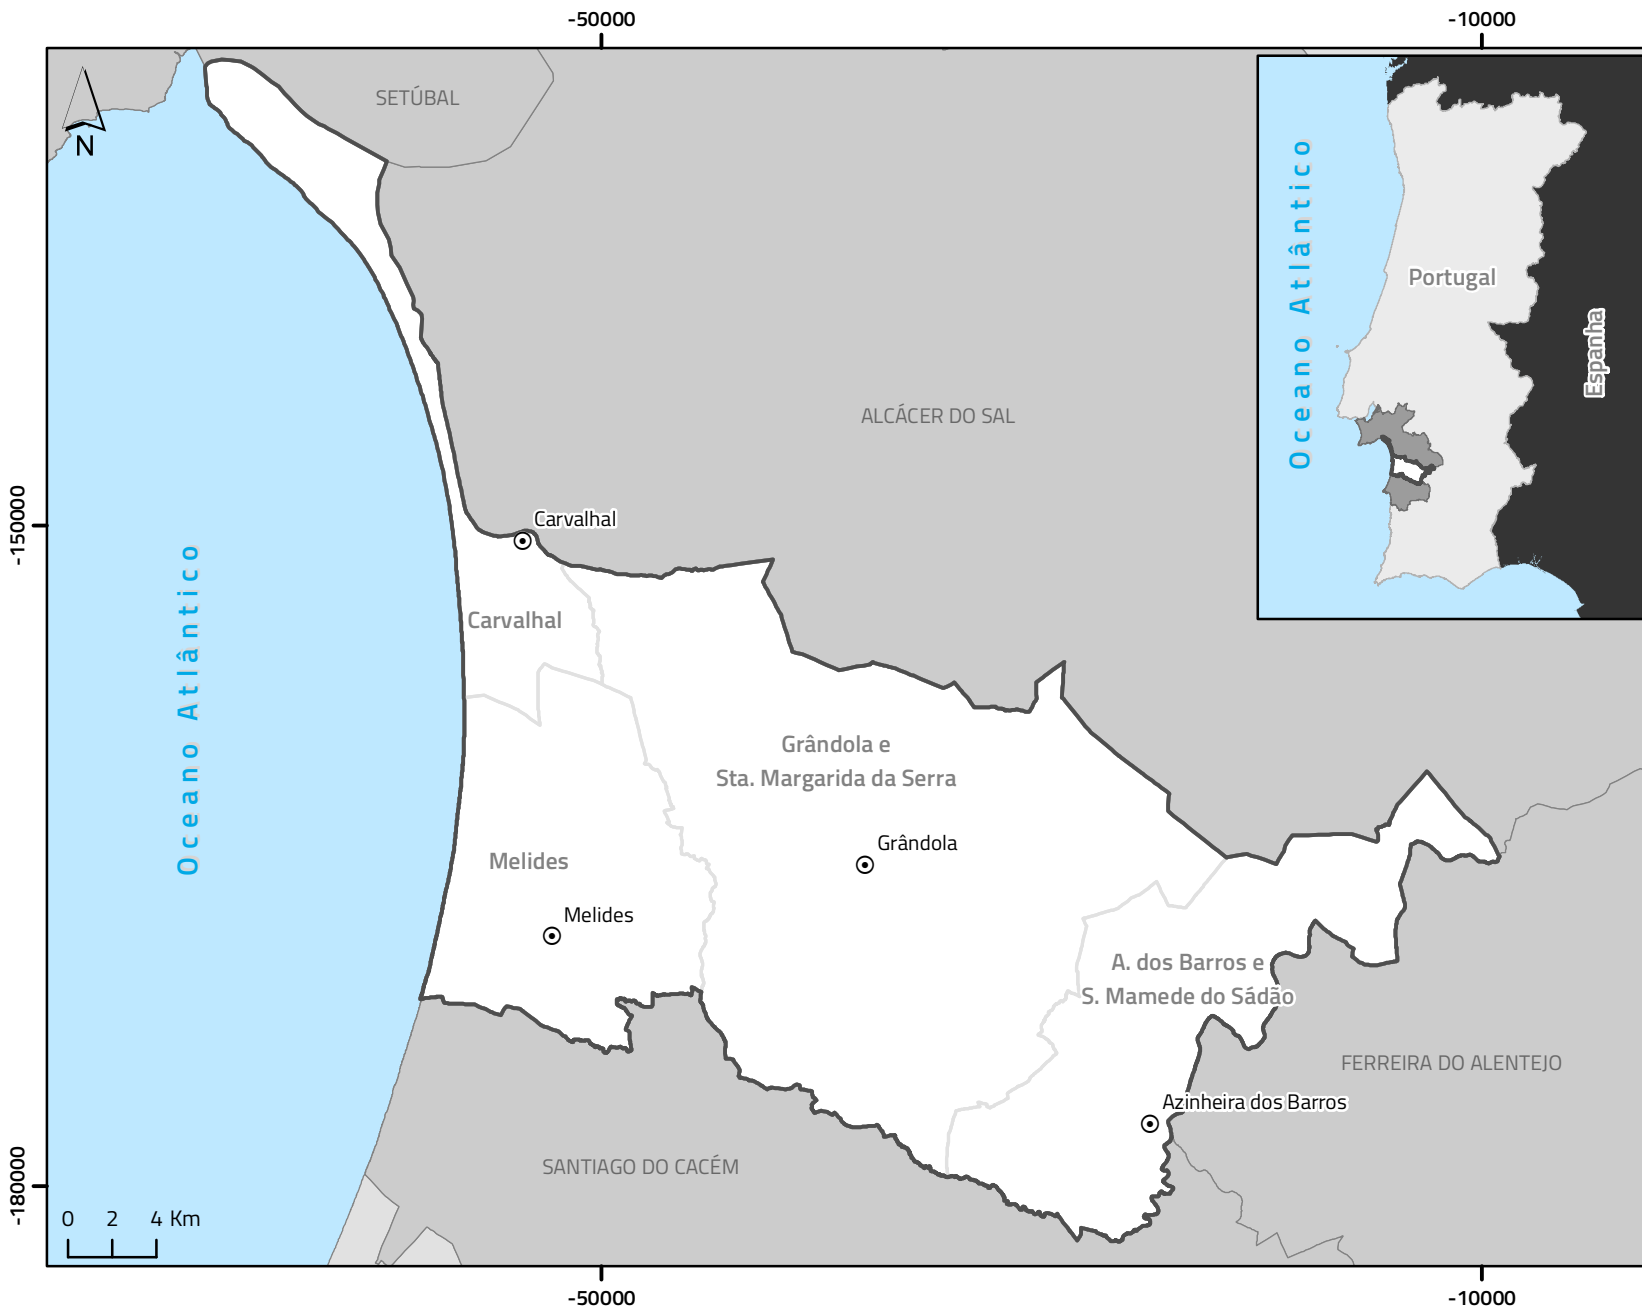 -50000
-10000
SETÚBAL
N
Oceano Atlântico
Portugal
Espanha
ALCÁCER DO SAL
-150000
Carvalhal
Oceano Atlântico
Carvalhal
Grândola e
Sta. Margarida da Serra
Grândola
Melides
Melides
A. dos Barros e
S. Mamede do Sádão
FERREIRA DO ALENTEJO
Azinheira dos Barros
SANTIAGO DO CACÉM
-180000
0 2 4 Km
-50000
-10000